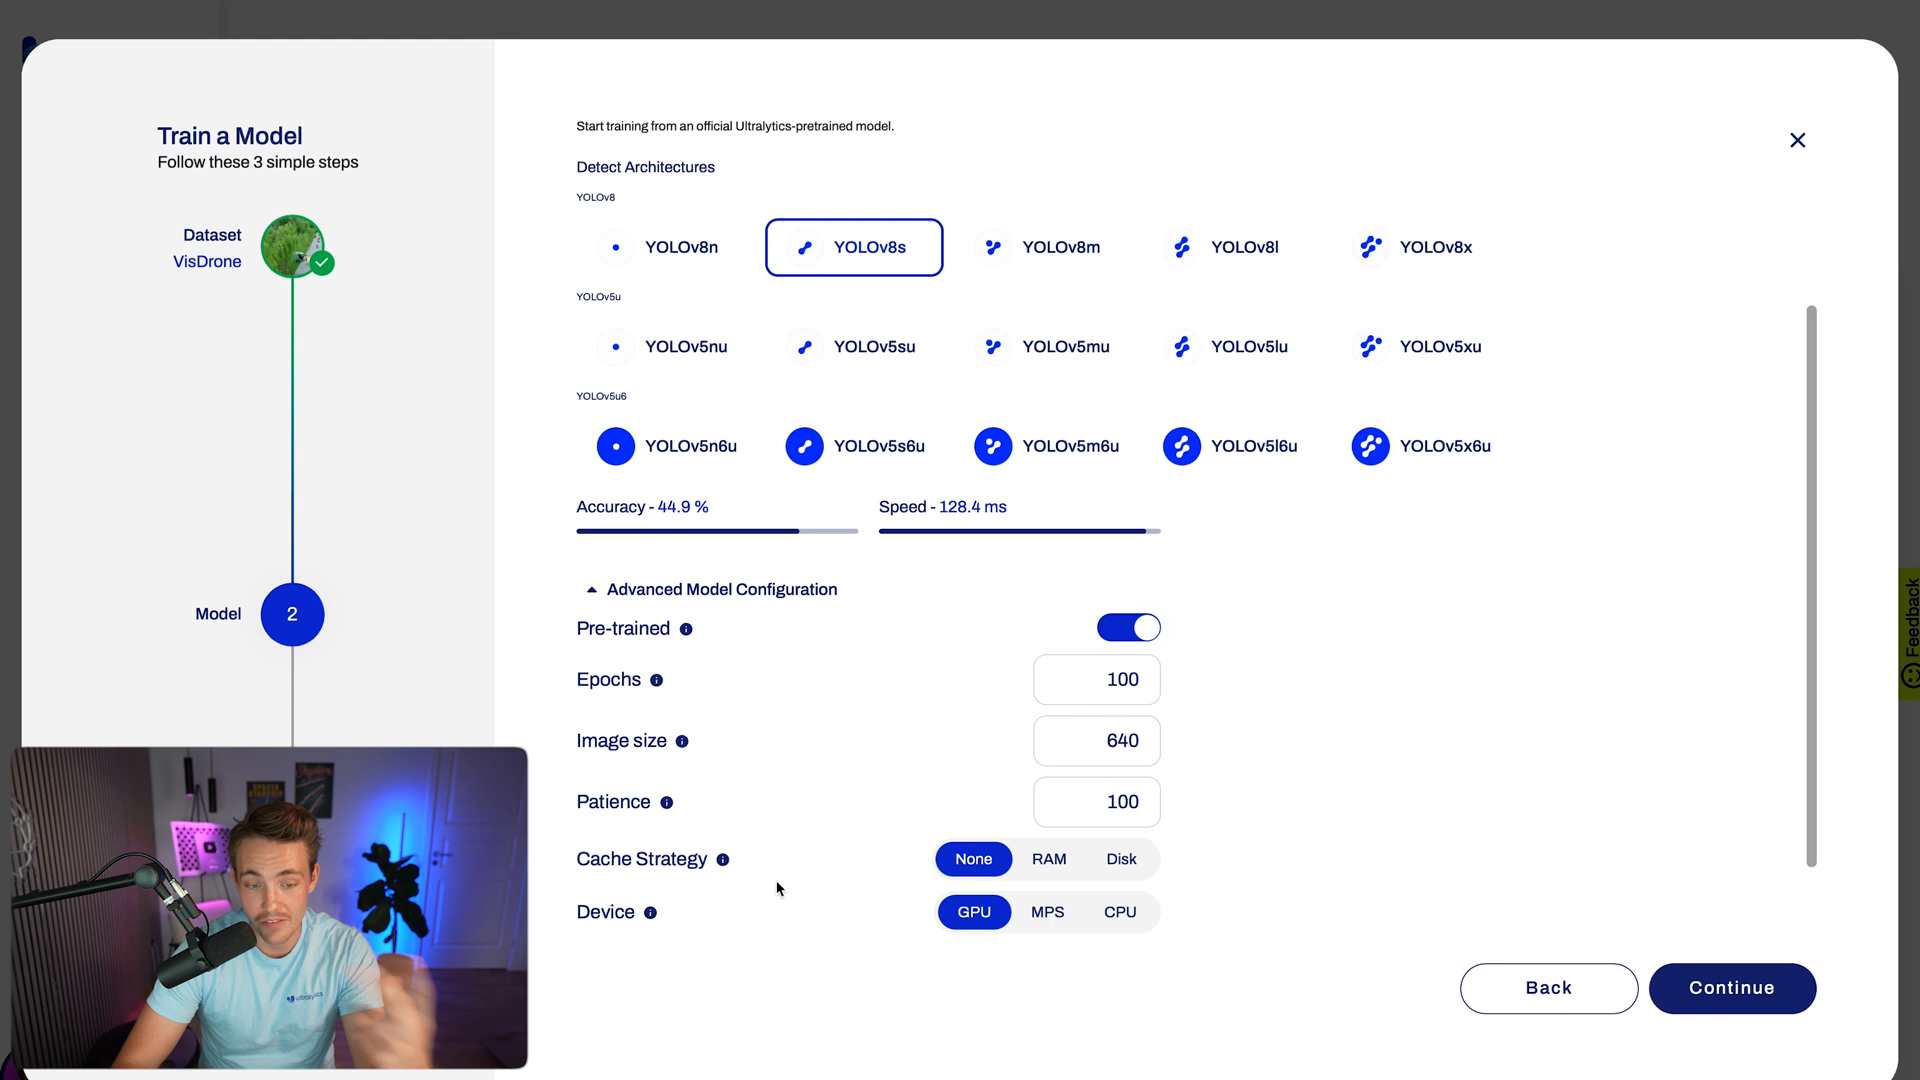 Train a Model
Follow these 3 simple steps
Dataset
VisDrone
Model
2
Start training from an official Ultralytics-pretrained model.
Detect Architectures
YOLOv8
YOLOv8n
YOLOv8s
YOLOv8m
YOLOv8l
YOLOv8x
YOLOv5u
YOLOv5nu
YOLOv5su
YOLOv5mu
YOLOv5lu
YOLOv5xu
YOLOv5u6
YOLOv5n6u
YOLOv5s6u
YOLOv5m6u
YOLOv5l6u
YOLOv5x6u
Accuracy - 44.9 %
Speed - 128.4 ms
Advanced Model Configuration
Pre-trained
Epochs
100
Image size
640
Patience
100
Cache Strategy
None
RAM
Disk
Device
GPU
MPS
CPU
Back
Continue
Feedback
ultralytics